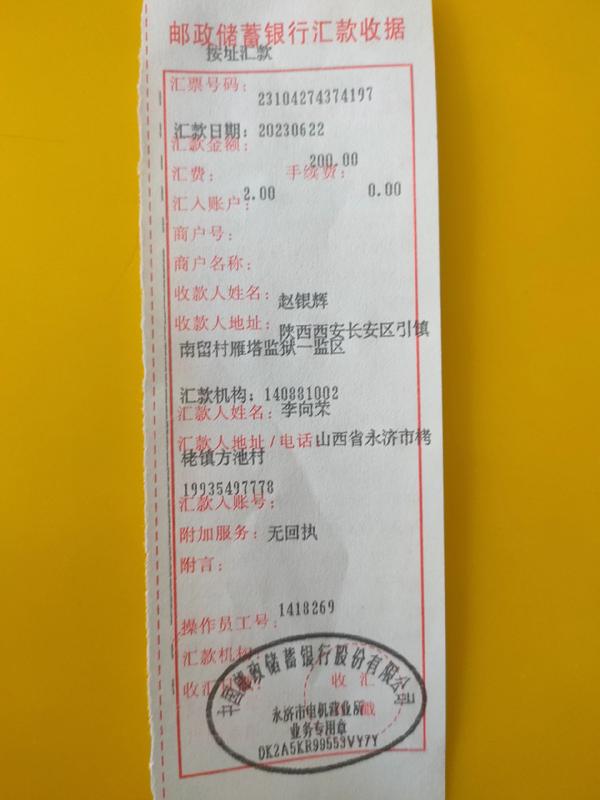 邮政储蓄银行汇款收据
按址汇款
汇票号码: 23104274374197
汇款日期: 20230622
汇款金额: 200.00
汇费: 2.00 手续费: 0.00
汇入账户:
商户号:
商户名称:
收款人姓名: 赵银辉
收款人地址: 陕西西安长安区引镇
南留村雁塔监狱一监区
汇款机构: 140881002
汇款人姓名: 李向荣
汇款人地址/电话 山西省永济市栲
栳镇方池村
19935497778
汇款人账号:
附加服务: 无回执
附言:
操作员工号: 1418269
汇款机构:
收汇
收 汇
戳
中国邮政储蓄银行股份有限公司
永济市电机营业所
业务专用章
DK2A5KR99553VY7Y